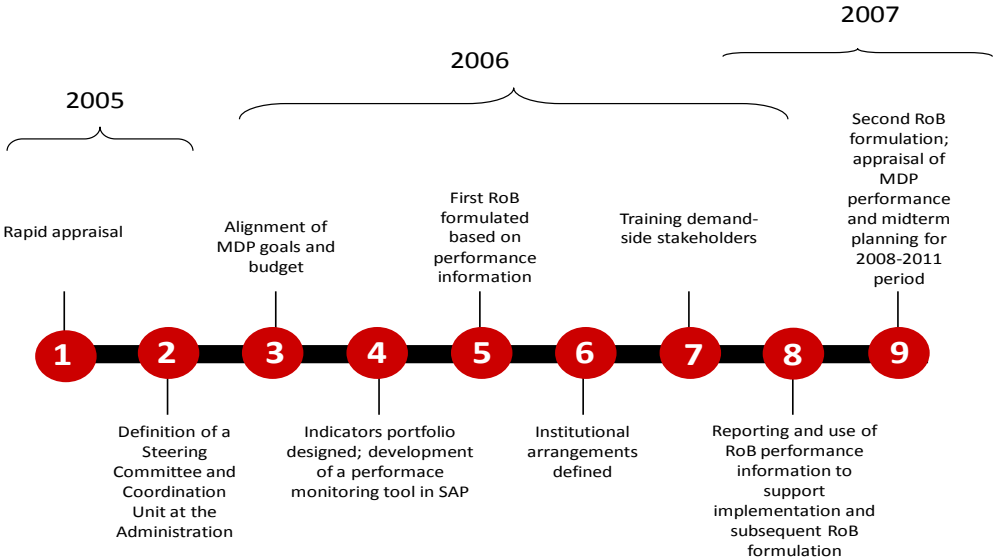 2005
2006
2007
Rapid appraisal
Alignment of
MDP goals and
budget
First RoB
formulated
based on
performance
information
Training demand-
side stakeholders
Second RoB
formulation;
appraisal of
MDP
performance
and midterm
planning for
2008-2011
period
1
2
3
4
5
6
7
8
9
Definition of a
Steering
Committee and
Coordination
Unit at the
Administration
Indicators portfolio
designed; development
of a performace
monitoring tool in SAP
Institutional
arrangements
defined
Reporting and use of
RoB performance
information to
support
implementation and
subsequent RoB
formulation